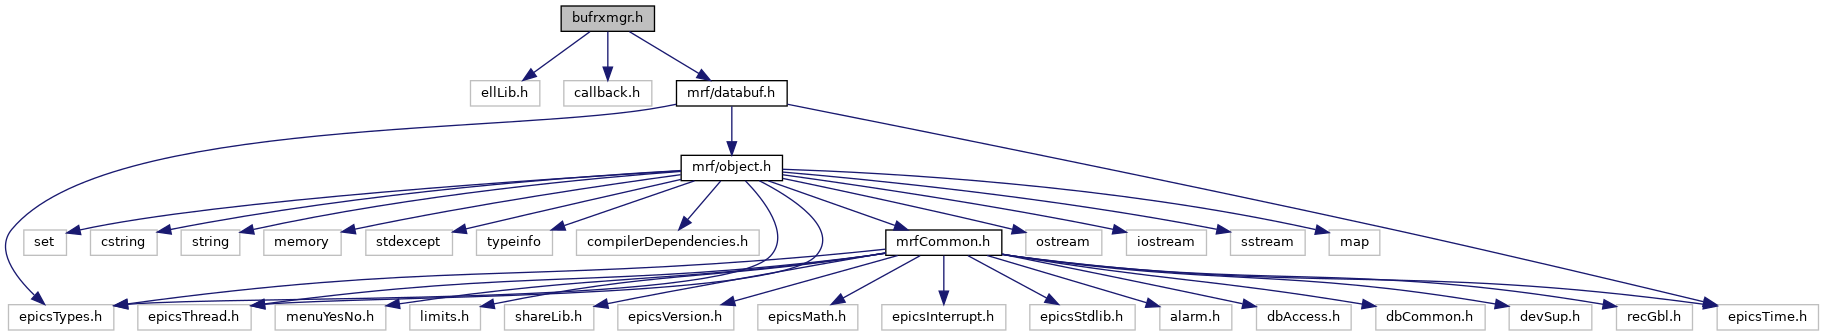 bufrxmgr.h
ellLib.h
callback.h
mrf/databuf.h
mrf/object.h
set
cstring
string
memory
stdexcept
typeinfo
compilerDependencies.h
mrfCommon.h
ostream
iostream
sstream
map
epicsTypes.h
epicsThread.h
menuYesNo.h
limits.h
shareLib.h
epicsVersion.h
epicsMath.h
epicsInterrupt.h
epicsStdlib.h
alarm.h
dbAccess.h
dbCommon.h
devSup.h
recGbl.h
epicsTime.h